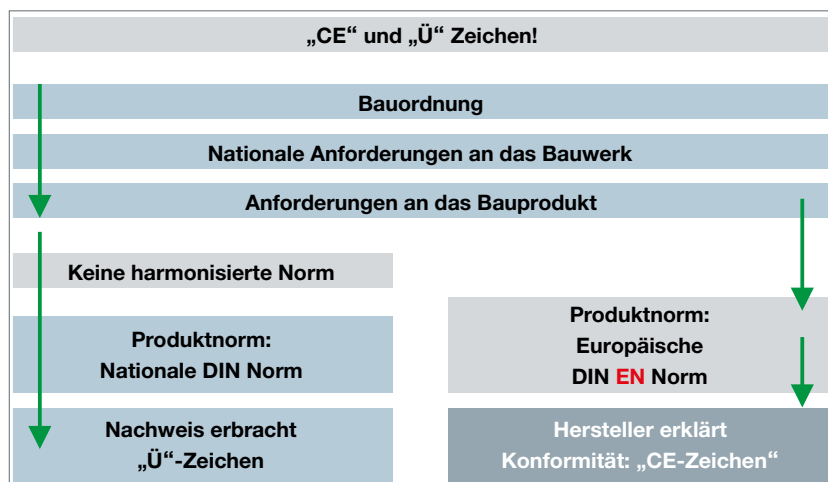 „CE“ und „Ü“ Zeichen!
Bauordnung
Nationale Anforderungen an das Bauwerk
Anforderungen an das Bauprodukt
Keine harmonisierte Norm
Produktnorm:
Nationale DIN Norm
Nachweis erbracht
„Ü“-Zeichen
Produktnorm:
Europäische
DIN EN Norm
Hersteller erklärt
Konformität: „CE-Zeichen“